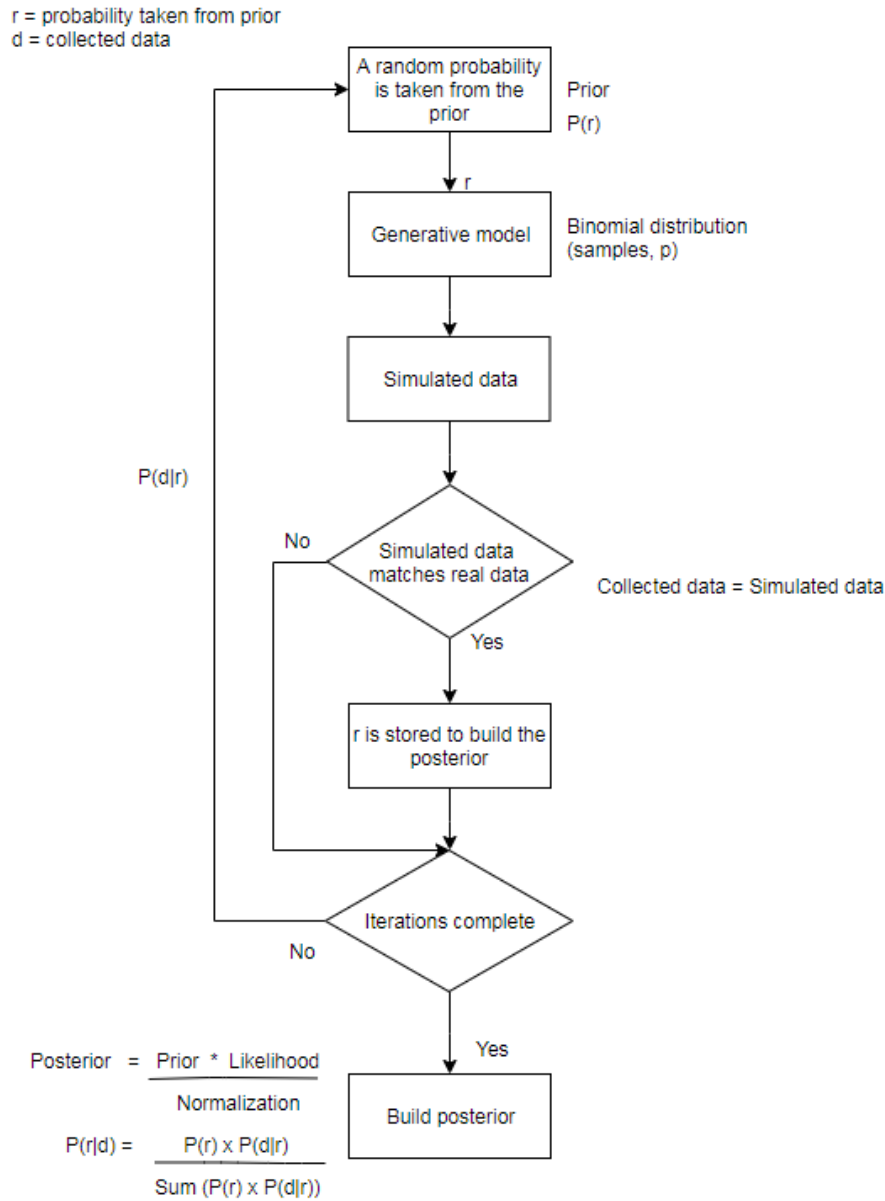 r = probability taken from prior
d = collected data
A random probability
is taken from the
prior
Prior
P(r)
r
Generative model
Binomial distribution
(samples, p)
Simulated data
P(d|r)
No
Simulated data
matches real data
Collected data = Simulated data
Yes
r is stored to build the
posterior
Iterations complete
No
Yes
Posterior = Prior * Likelihood
Normalization
Build posterior
P(r|d) = P(r) x P(d|r)
Sum (P(r) x P(d|r))